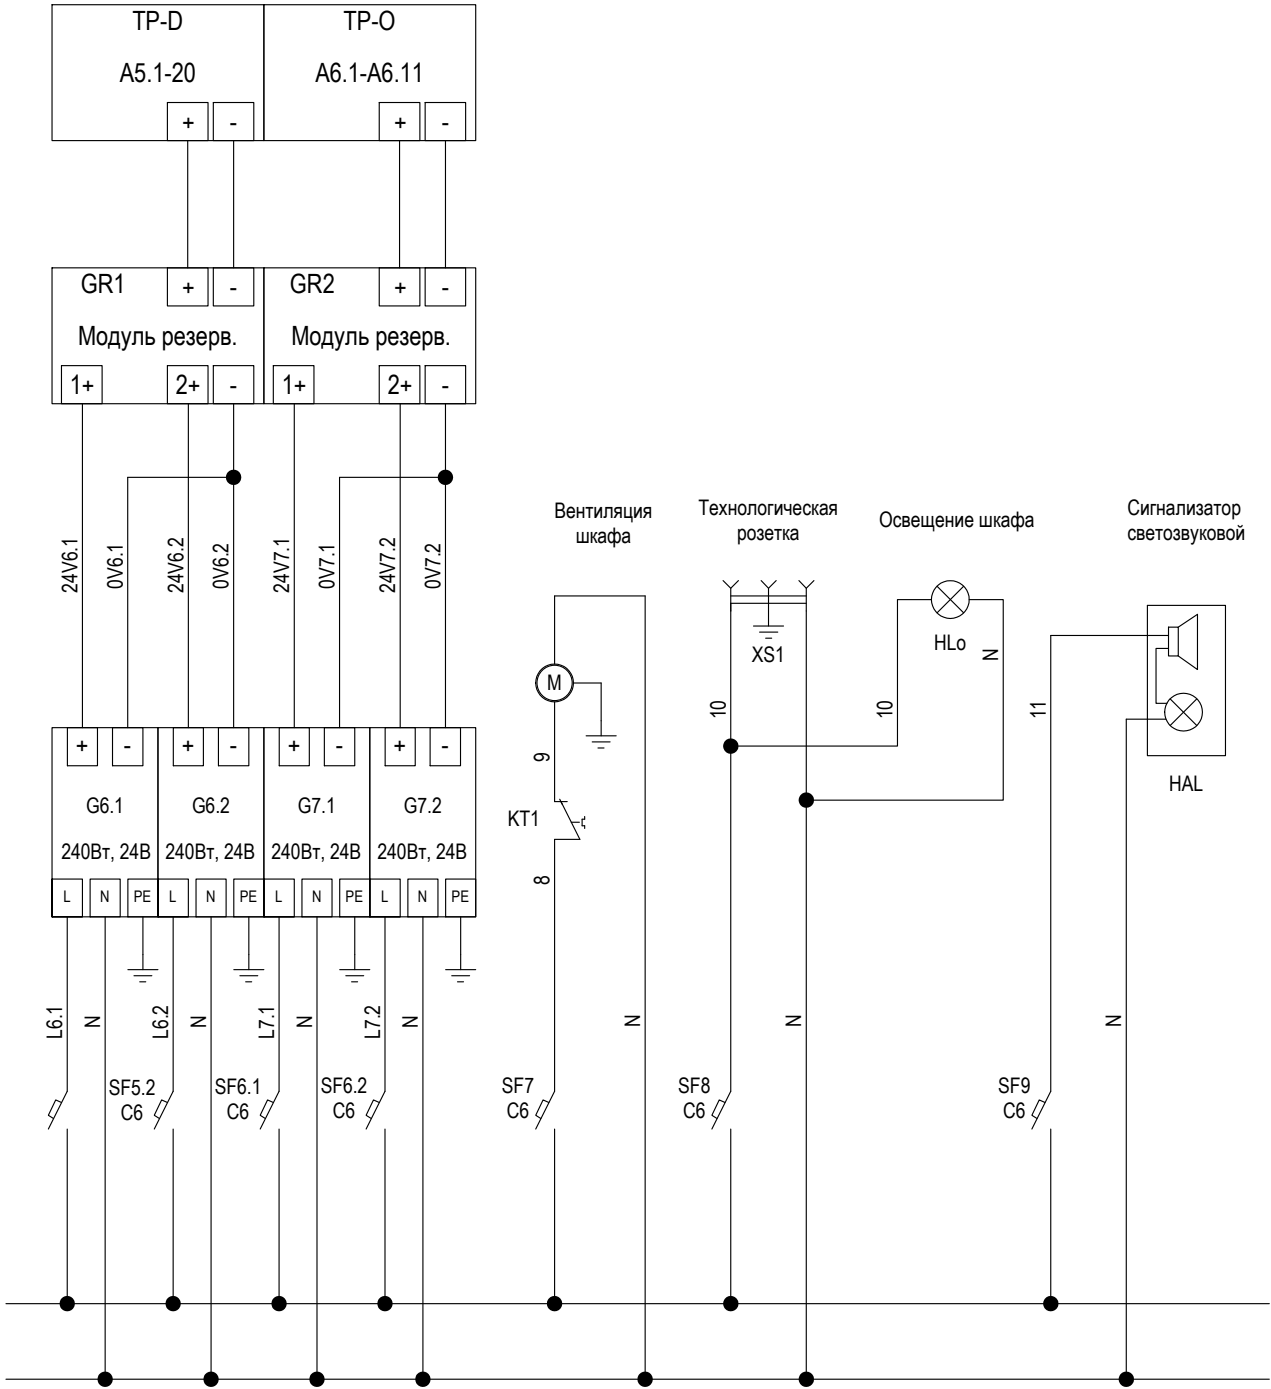 TP-D
TP-O
A5.1-20
A6.1-A6.11
+
-
+
-
GR1
+
-
GR2
+
-
Модуль резерв.
Модуль резерв.
1+
2+
-
1+
2+
-
24V6.1
0V6.1
24V6.2
0V6.2
24V7.1
0V7.1
24V7.2
0V7.2
Вентиляция
шкафа
Технологическая
розетка
Освещение шкафа
Сигнализатор
светозвуковой
XS1
HLo
N
M
10
10
11
HAL
9
KT1
8
+
-
+
-
+
-
+
-
G6.1
G6.2
G7.1
G7.2
240Вт, 24В
240Вт, 24В
240Вт, 24В
240Вт, 24В
L
N
PE
L
N
PE
L
N
PE
L
N
PE
L6.1
N
L6.2
N
L7.1
N
L7.2
N
N
N
N
SF5.2
C6
SF6.1
C6
SF6.2
C6
SF7
C6
SF8
C6
SF9
C6